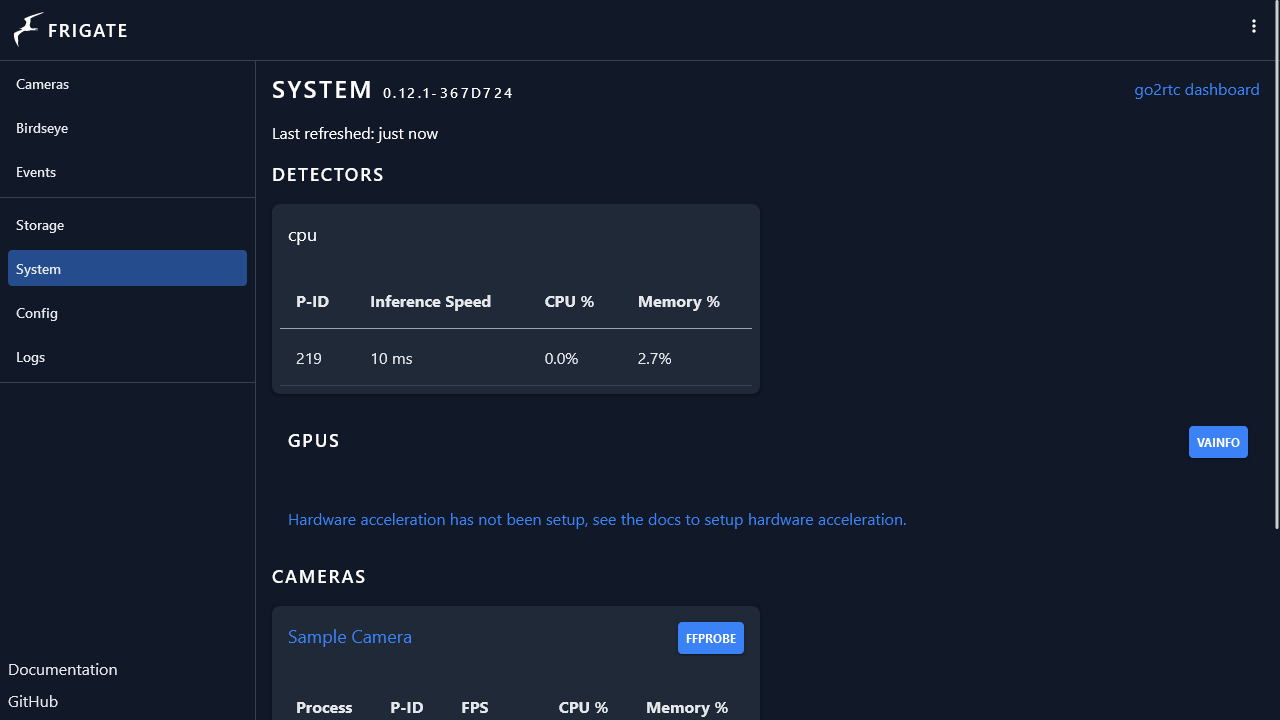 FRIGATE
Cameras
Birdseye
Events
Storage
System
Config
Logs
Documentation
GitHub
SYSTEM 0.12.1-367D724
go2rtc dashboard
Last refreshed: just now
DETECTORS
cpu
P-ID Inference Speed CPU % Memory %
219 10 ms 0.0% 2.7%
GPUS
VAINFO
Hardware acceleration has not been setup, see the docs to setup hardware acceleration.
CAMERAS
Sample Camera
FFPROBE
Process P-ID FPS CPU % Memory %